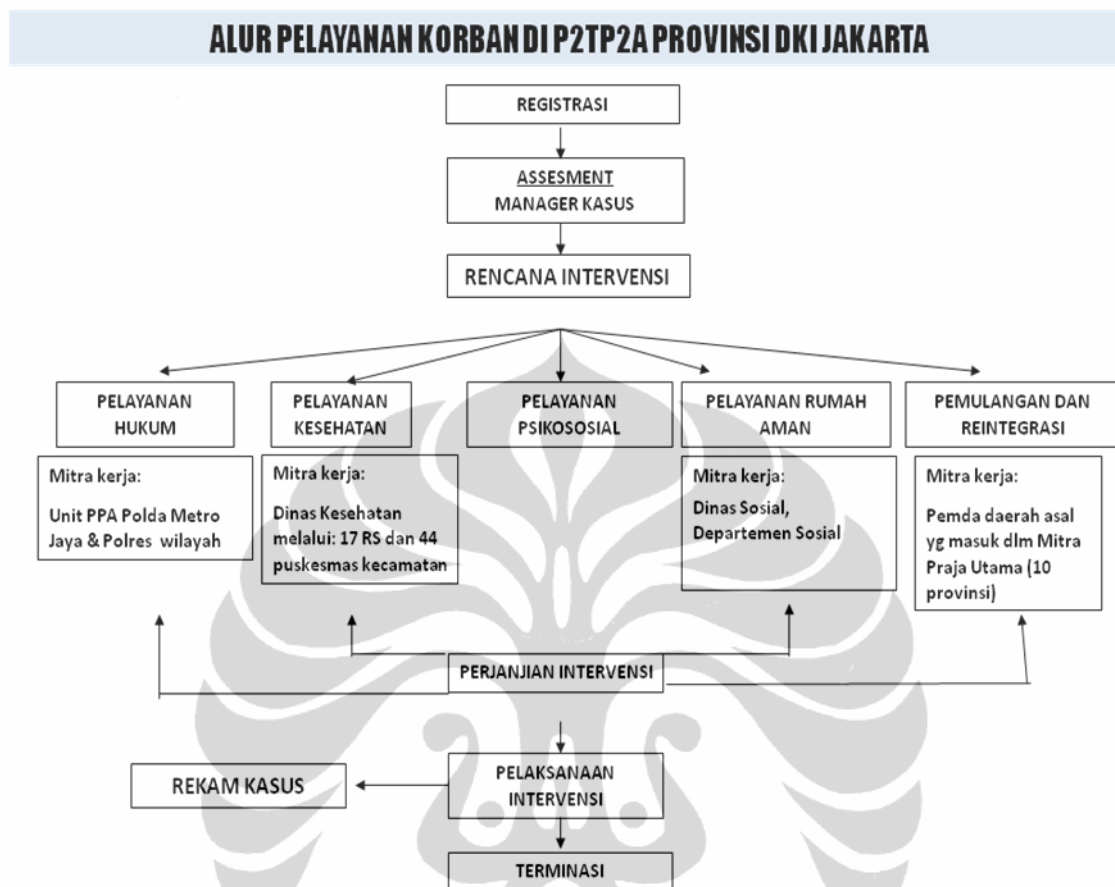 ALUR PELAYANAN KORBAN DI P2TP2A PROVINSI DKI JAKARTA
REGISTRASI
ASSESMENT
MANAGER KASUS
RENCANA INTERVENSI
PELAYANAN
HUKUM
PELAYANAN
KESEHATAN
PELAYANAN
PSIKOSOSIAL
PELAYANAN RUMAH
AMAN
PEMULANGAN DAN
REINTEGRASI
Mitra kerja:
Unit PPA Polda Metro
Jaya & Polres wilayah
Mitra kerja:
Dinas Kesehatan
melalui: 17 RS dan 44
puskesmas kecamatan
Mitra kerja:
Dinas Sosial,
Departemen Sosial
Mitra kerja:
Pemda daerah asal
yg masuk dlm Mitra
Praja Utama (10
provinsi)
PERJANJIAN INTERVENSI
PELAKSANAAN
INTERVENSI
REKAM KASUS
TERMINASI